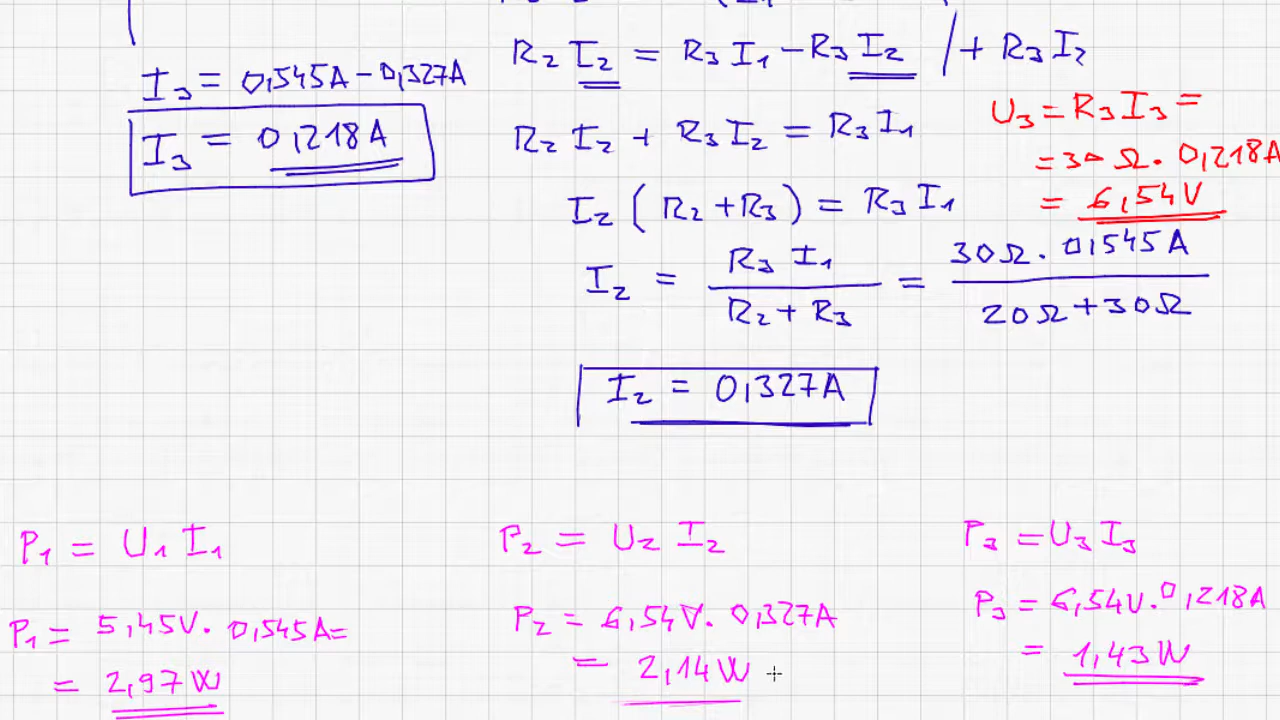 R2 I2 = R3 I1 - R3 I2 / + R3 I2
I3 = 0,545A - 0,327A
I3 = 0,218A
R2 I2 + R3 I2 = R3 I1
I2 ( R2 + R3 ) = R3 I1
I2 = R3 I1 / R2 + R3 = 30Ω . 0,545A / 20Ω + 30Ω
I2 = 0,327A
U3 = R3 I3 =
= 30 Ω . 0,218A
= 6,54V
P1 = U1 I1
P1 = 5,45V . 0,545A =
= 2,97W
P2 = U2 I2
P2 = 6,54V . 0,327A
= 2,14W
P3 = U3 I3
P3 = 6,54V . 0,218A
= 1,43W